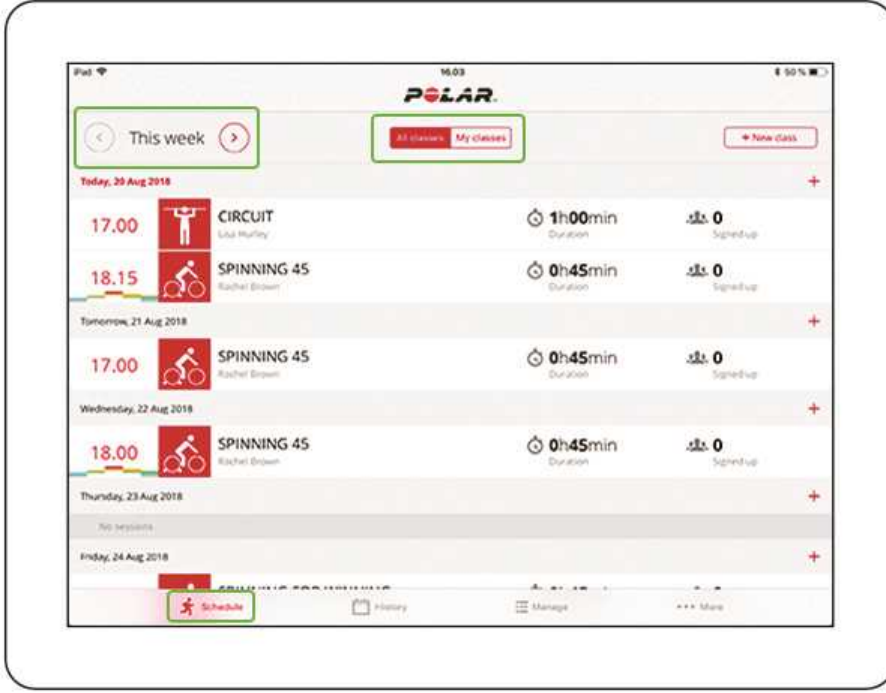 iPad 16.03 50 %
POLAR.
This week All classes My classes + New class
Today, 20 Aug 2018 +
17.00 CIRCUIT 1h00min 0
Lisa Hurley Duration Signed up
18.15 SPINNING 45 0h45min 0
Rachel Brown Duration Signed up
Tomorrow, 21 Aug 2018 +
17.00 SPINNING 45 0h45min 0
Rachel Brown Duration Signed up
Wednesday, 22 Aug 2018 +
18.00 SPINNING 45 0h45min 0
Rachel Brown Duration Signed up
Thursday, 23 Aug 2018 +
No sessions
Friday, 24 Aug 2018 +
Schedule History Manage More